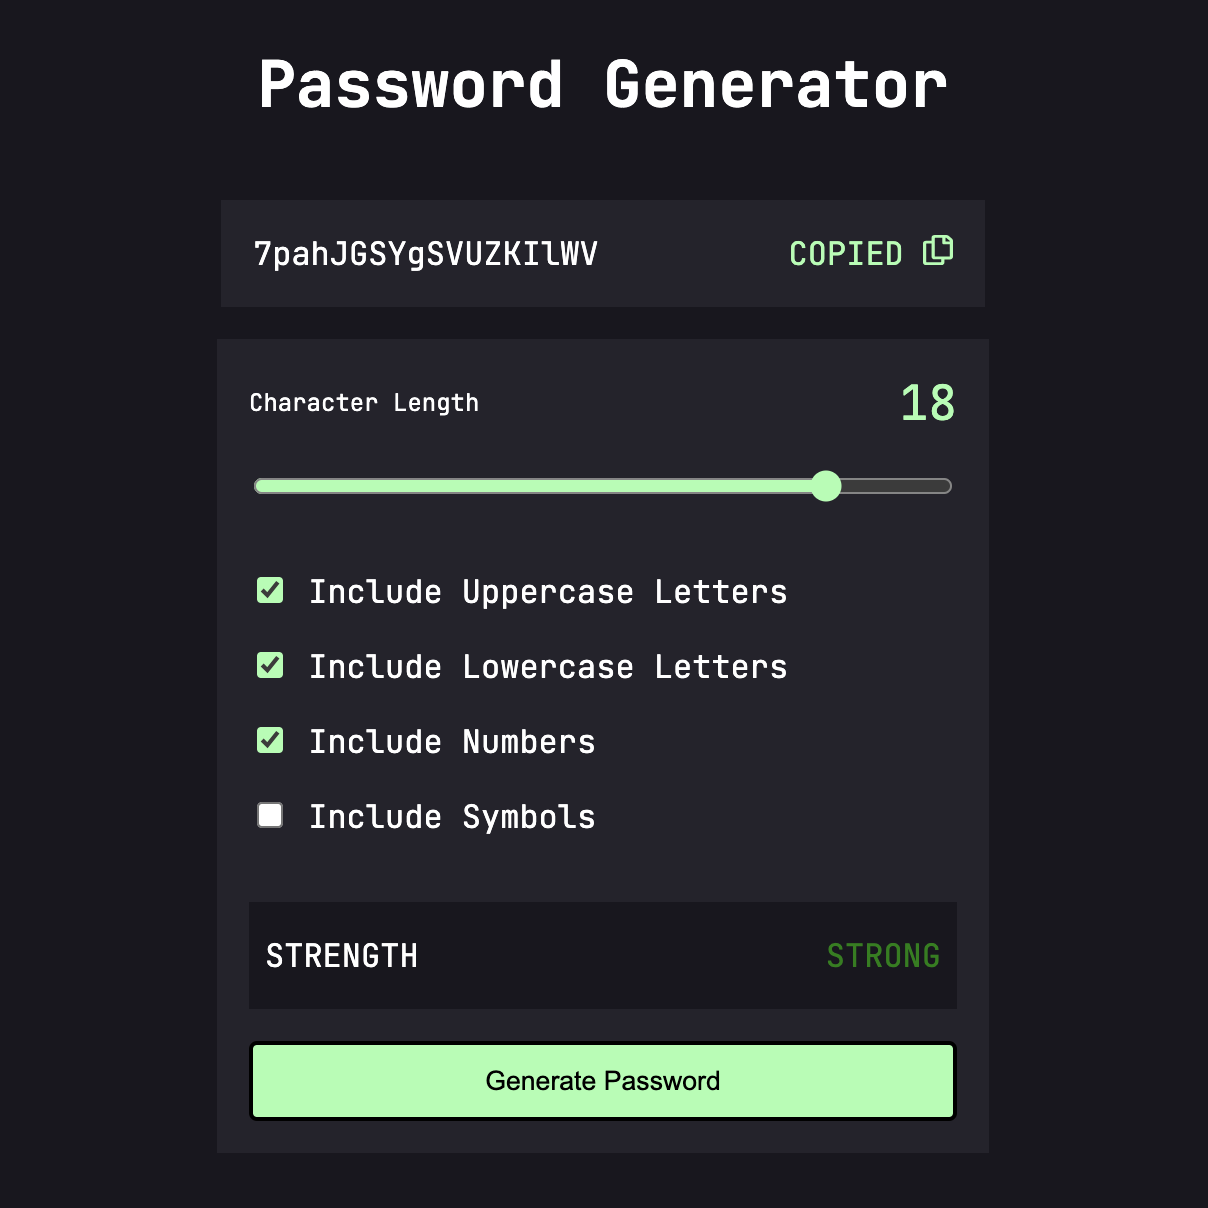 Password Generator
7pahJGSYgSVUZKIlWV COPIED
Character Length 18
Include Uppercase Letters
Include Lowercase Letters
Include Numbers
Include Symbols
STRENGTH STRONG
Generate Password